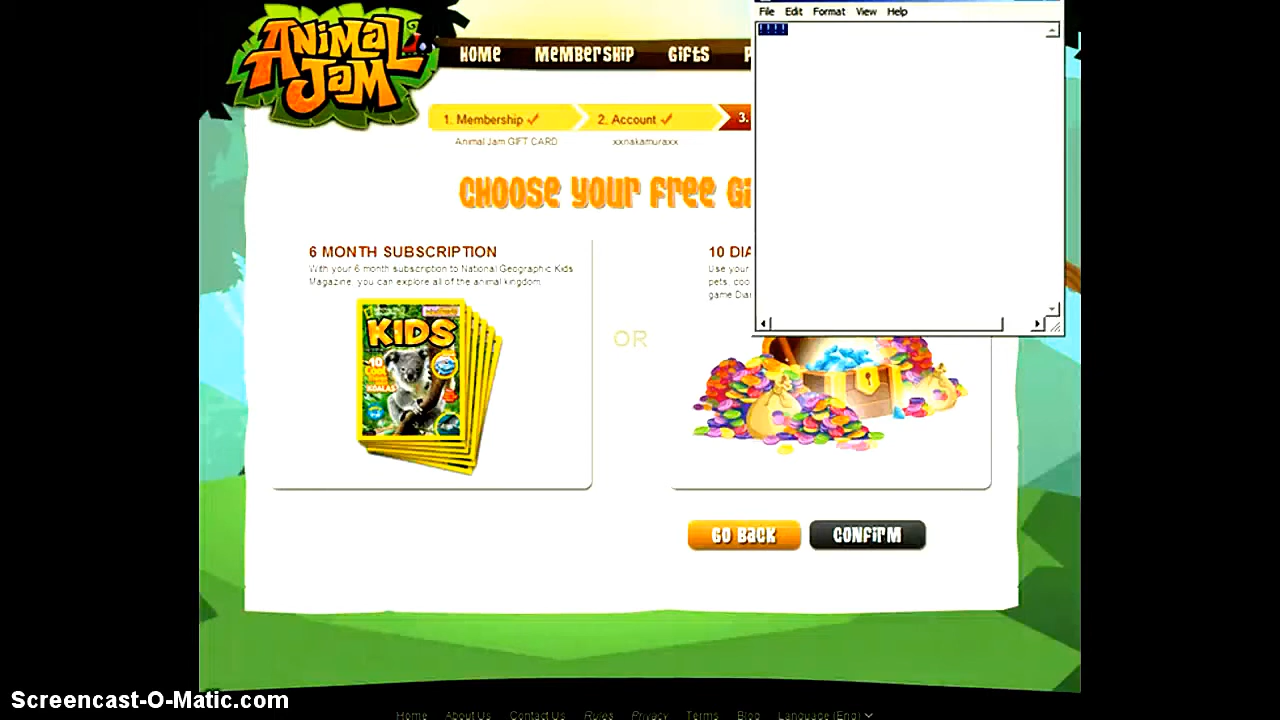 ANiMAL
JAM
HOME MEMBERSHIP GiFTS P
File Edit Format View Help
!!!!
1. Membership ✓ 2. Account ✓ 3.
Animal Jam GIFT CARD xxnakamuraxx
CHOOSE YOUR FREE Gi
6 MONTH SUBSCRIPTION
With your 6 month subscription to National Geographic Kids
Magazine, you can explore all of the animal kingdom.
10 DIA
Use your
pets, coo
game Dia
KIDS
10
Cool
KOALAS
OR
GO BACK CONFIRM
Home About Us Contact Us Rules Privacy Terms Blog Language (Eng)
Screencast-O-Matic.com